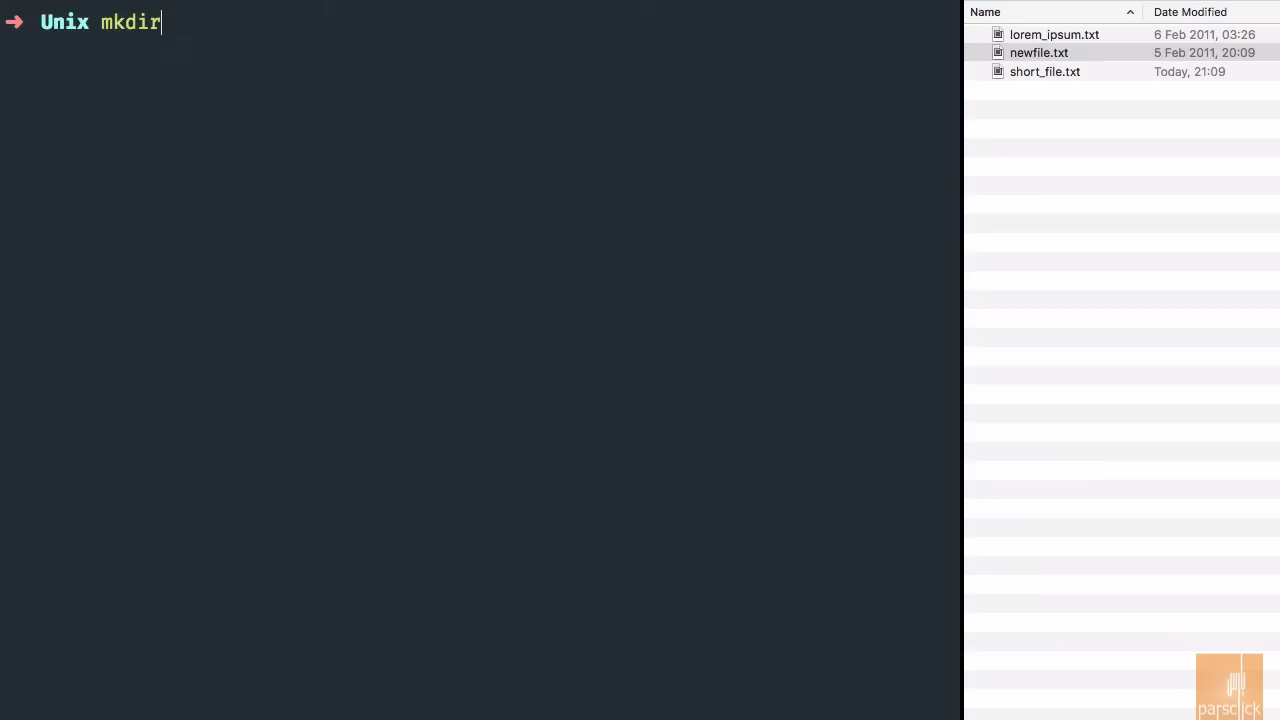 ➜ Unix mkdir
Name Date Modified
lorem_ipsum.txt 6 Feb 2011, 03:26
newfile.txt 5 Feb 2011, 20:09
short_file.txt Today, 21:09
parsclick